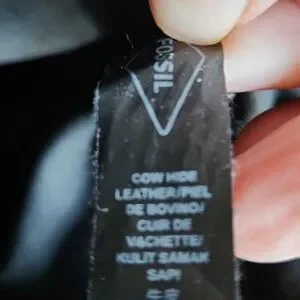 FOSSIL
COW HIDE
LEATHER/PIEL
DE BOVINO/
CUIR DE
VACHETTE/
KULIT SAMAK
SAPI